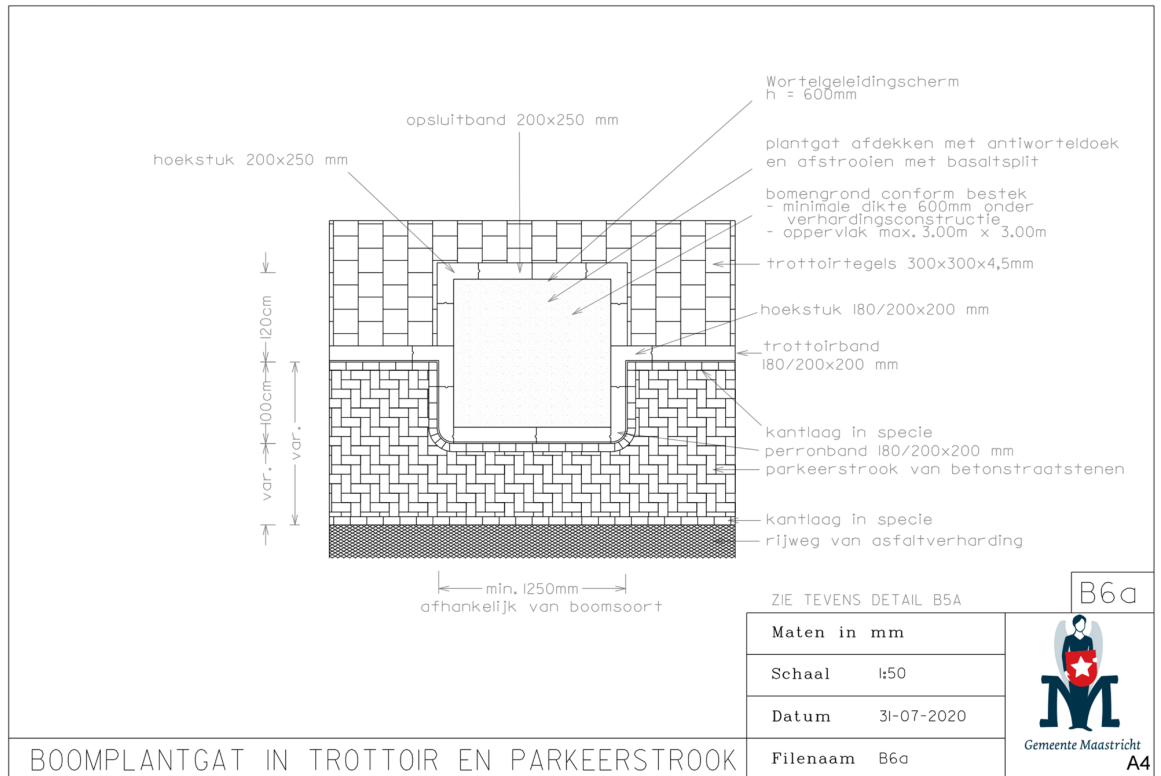 Wortelgeleidingscherm
h = 600mm
opsluitband 200x250 mm
hoekstuk 200x250 mm
plantgat afdekken met antiworteldoek
en afstrooien met basaltsplit
bomengrond conform bestek
- minimale dikte 600mm onder
verhardingsconstructie
- oppervlak max. 3.00m x 3.00m
trottoirtegels 300x300x4,5mm
hoekstuk 180/200x200 mm
trottoirband
180/200x200 mm
120cm
100cm
var.
var.
kantlaag in specie
perronband 180/200x200 mm
parkeerstrook van betonstraatstenen
kantlaag in specie
rijweg van asfaltverharding
min. 1250mm
afhankelijk van boomsoort
ZIE TEVENS DETAIL B5A
B6a
Maten in mm
Schaal 1:50
Datum 31-07-2020
Filenaam B6a
Gemeente Maastricht
A4
BOOMPLANTGAT IN TROTTOIR EN PARKEERSTROOK